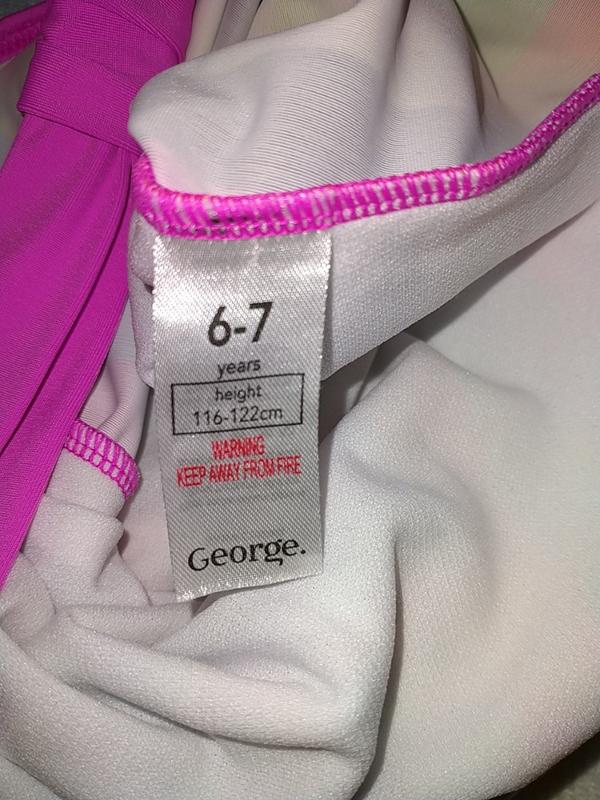 6-7
years
height
116-122cm
WARNING
KEEP AWAY FROM FIRE
George.